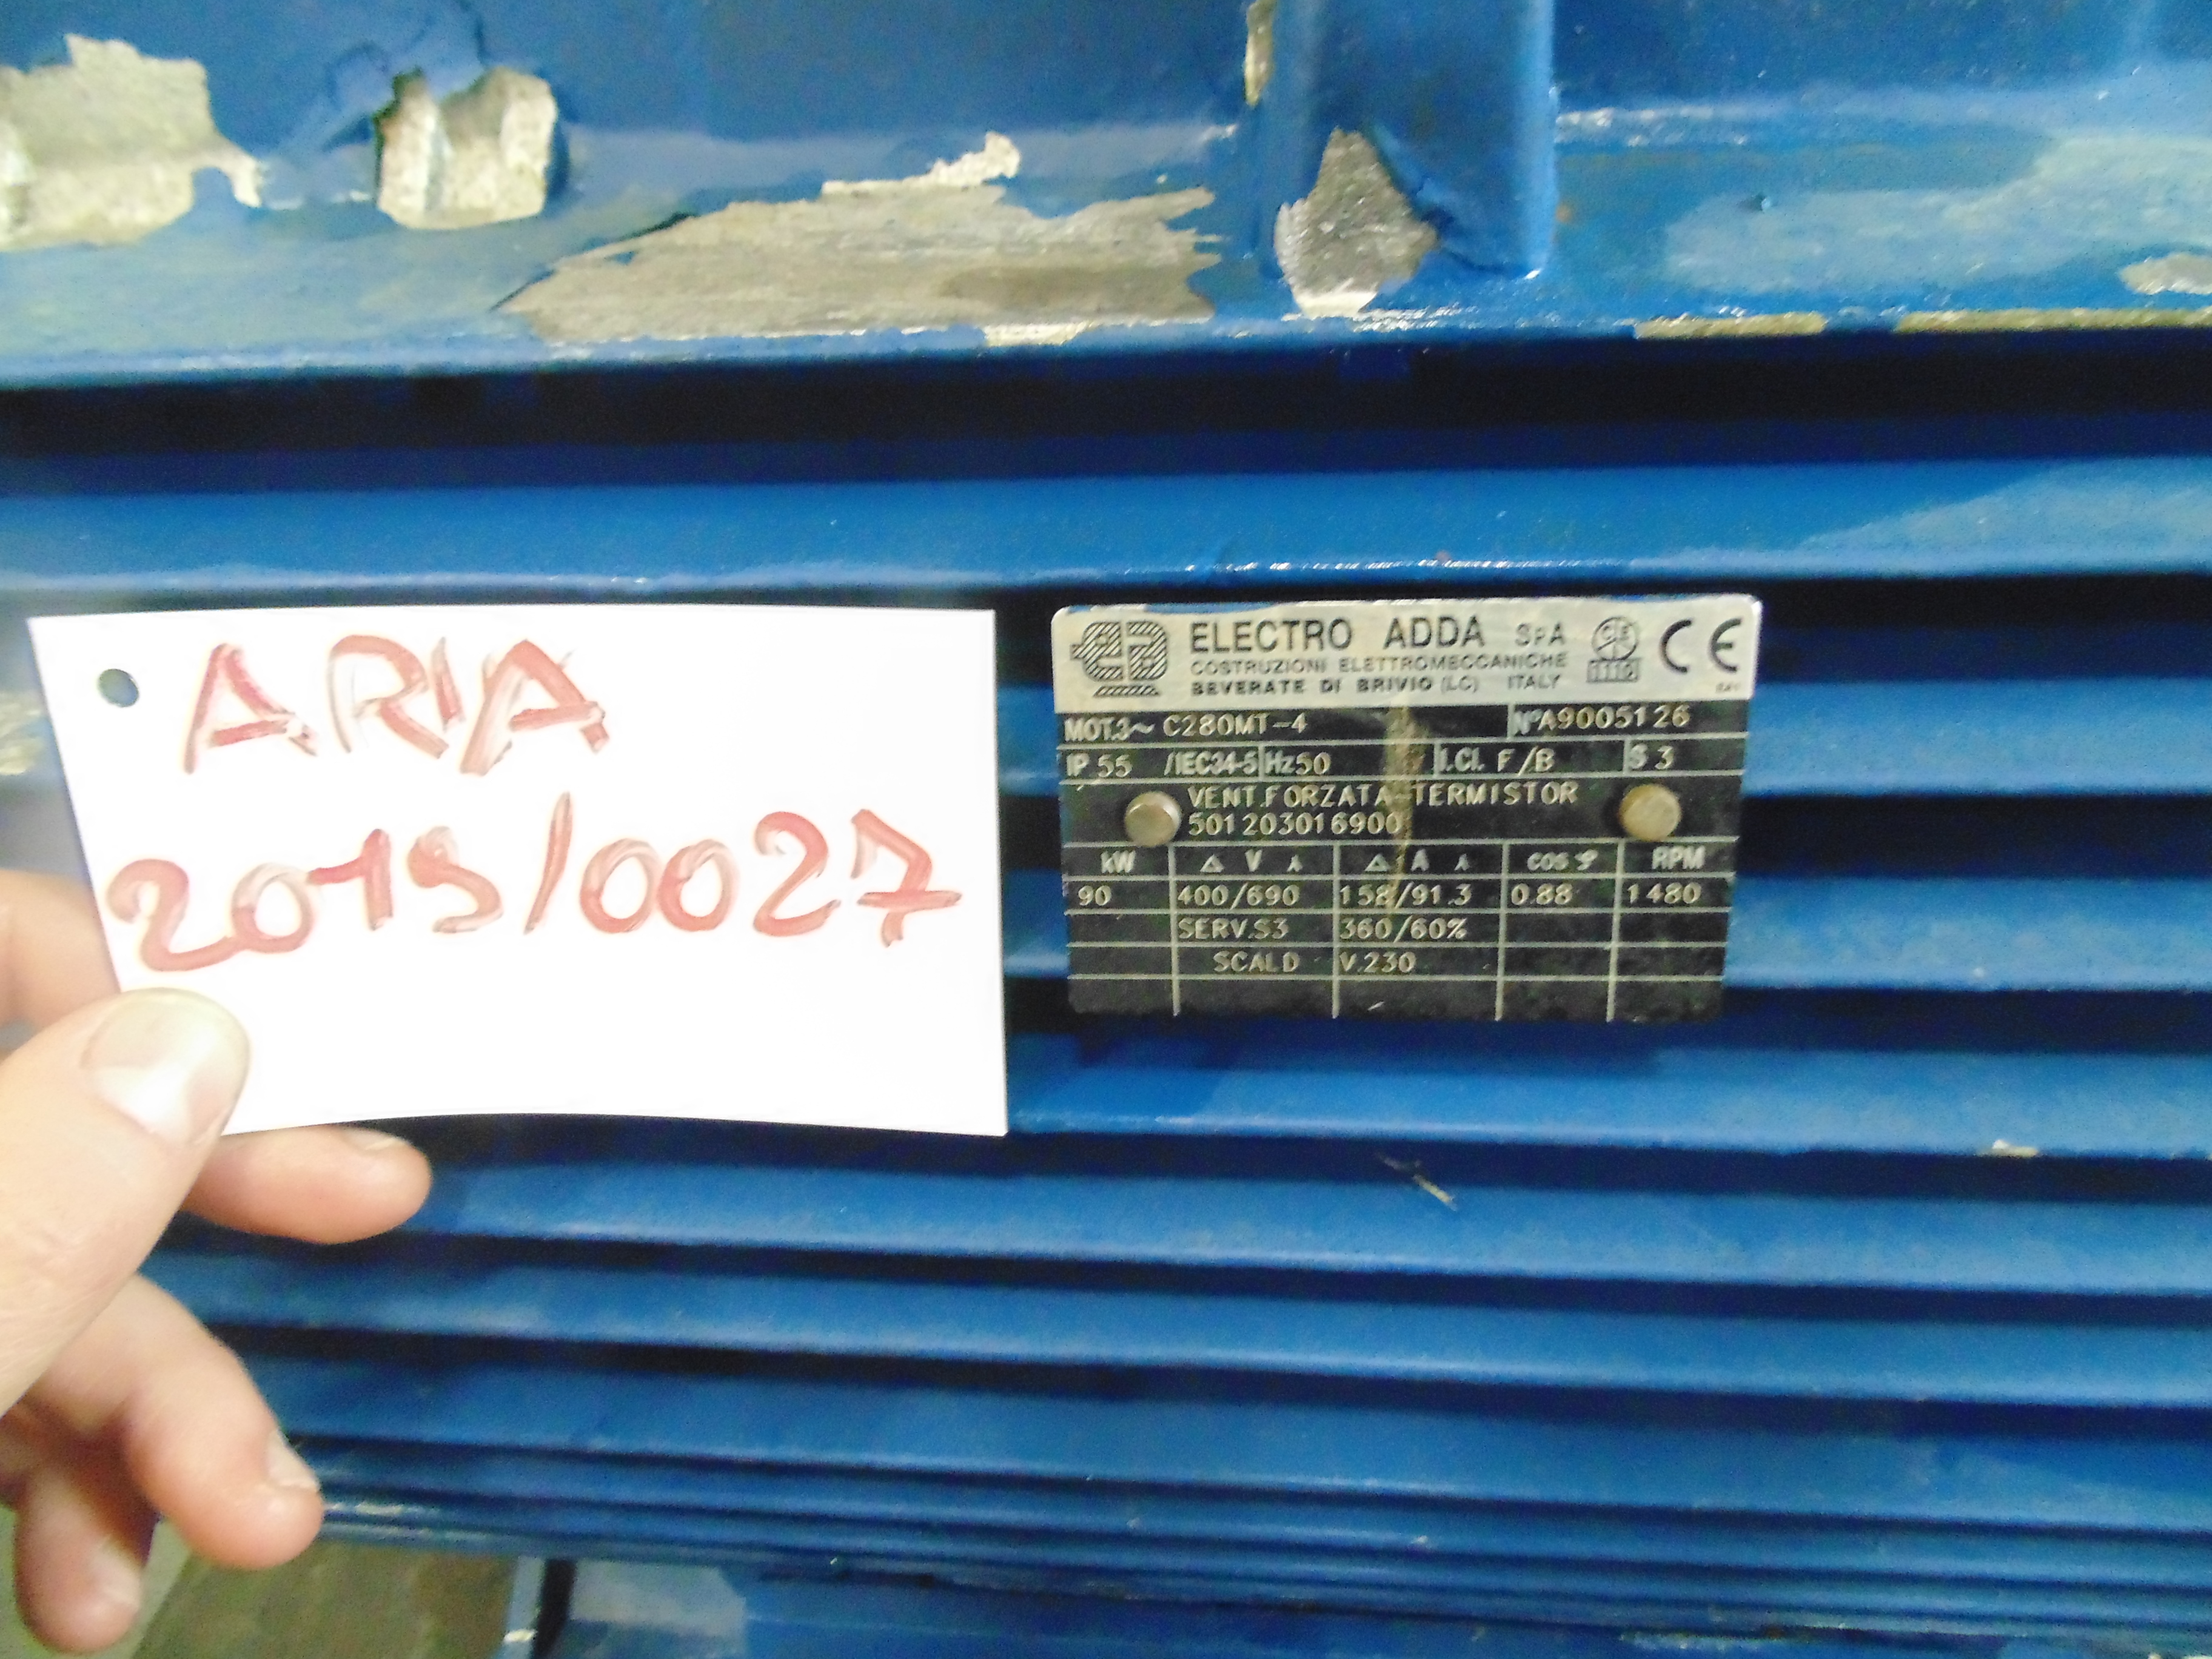 ARIA
2019/0027
ELECTRO ADDA SPA
COSTRUZIONI ELETTROMECCANICHE
BEVERATE DI BRIVIO (LC) ITALY
CE
MOT.3~ C280MT-4 N°A9005126
IP 55 /IEC34-5 Hz50 I.Cl. F/B S 3
VENT.FORZATA-TERMISTOR
501203016900
kW Δ V ⅄ Δ A ⅄ cos φ RPM
90 400/690 158/91.3 0.88 1480
SERV.S3 360/60%
SCALD V.230